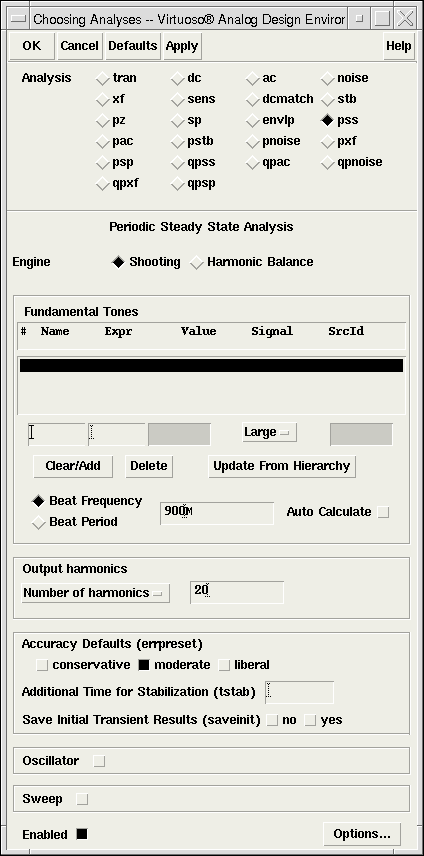 Choosing Analyses -- Virtuoso® Analog Design Environ
OK Cancel Defaults Apply Help
Analysis tran dc ac noise
xf sens dcmatch stb
pz sp envlp pss
pac pstb pnoise pxf
psp qpss qpac qpnoise
qpxf qpsp
Periodic Steady State Analysis
Engine Shooting Harmonic Balance
Fundamental Tones
# Name Expr Value Signal SrcId
Large
Clear/Add Delete Update From Hierarchy
Beat Frequency 900M Auto Calculate
Beat Period
Output harmonics
Number of harmonics 20
Accuracy Defaults (errpreset)
conservative moderate liberal
Additional Time for Stabilization (tstab)
Save Initial Transient Results (saveinit) no yes
Oscillator
Sweep
Enabled Options...